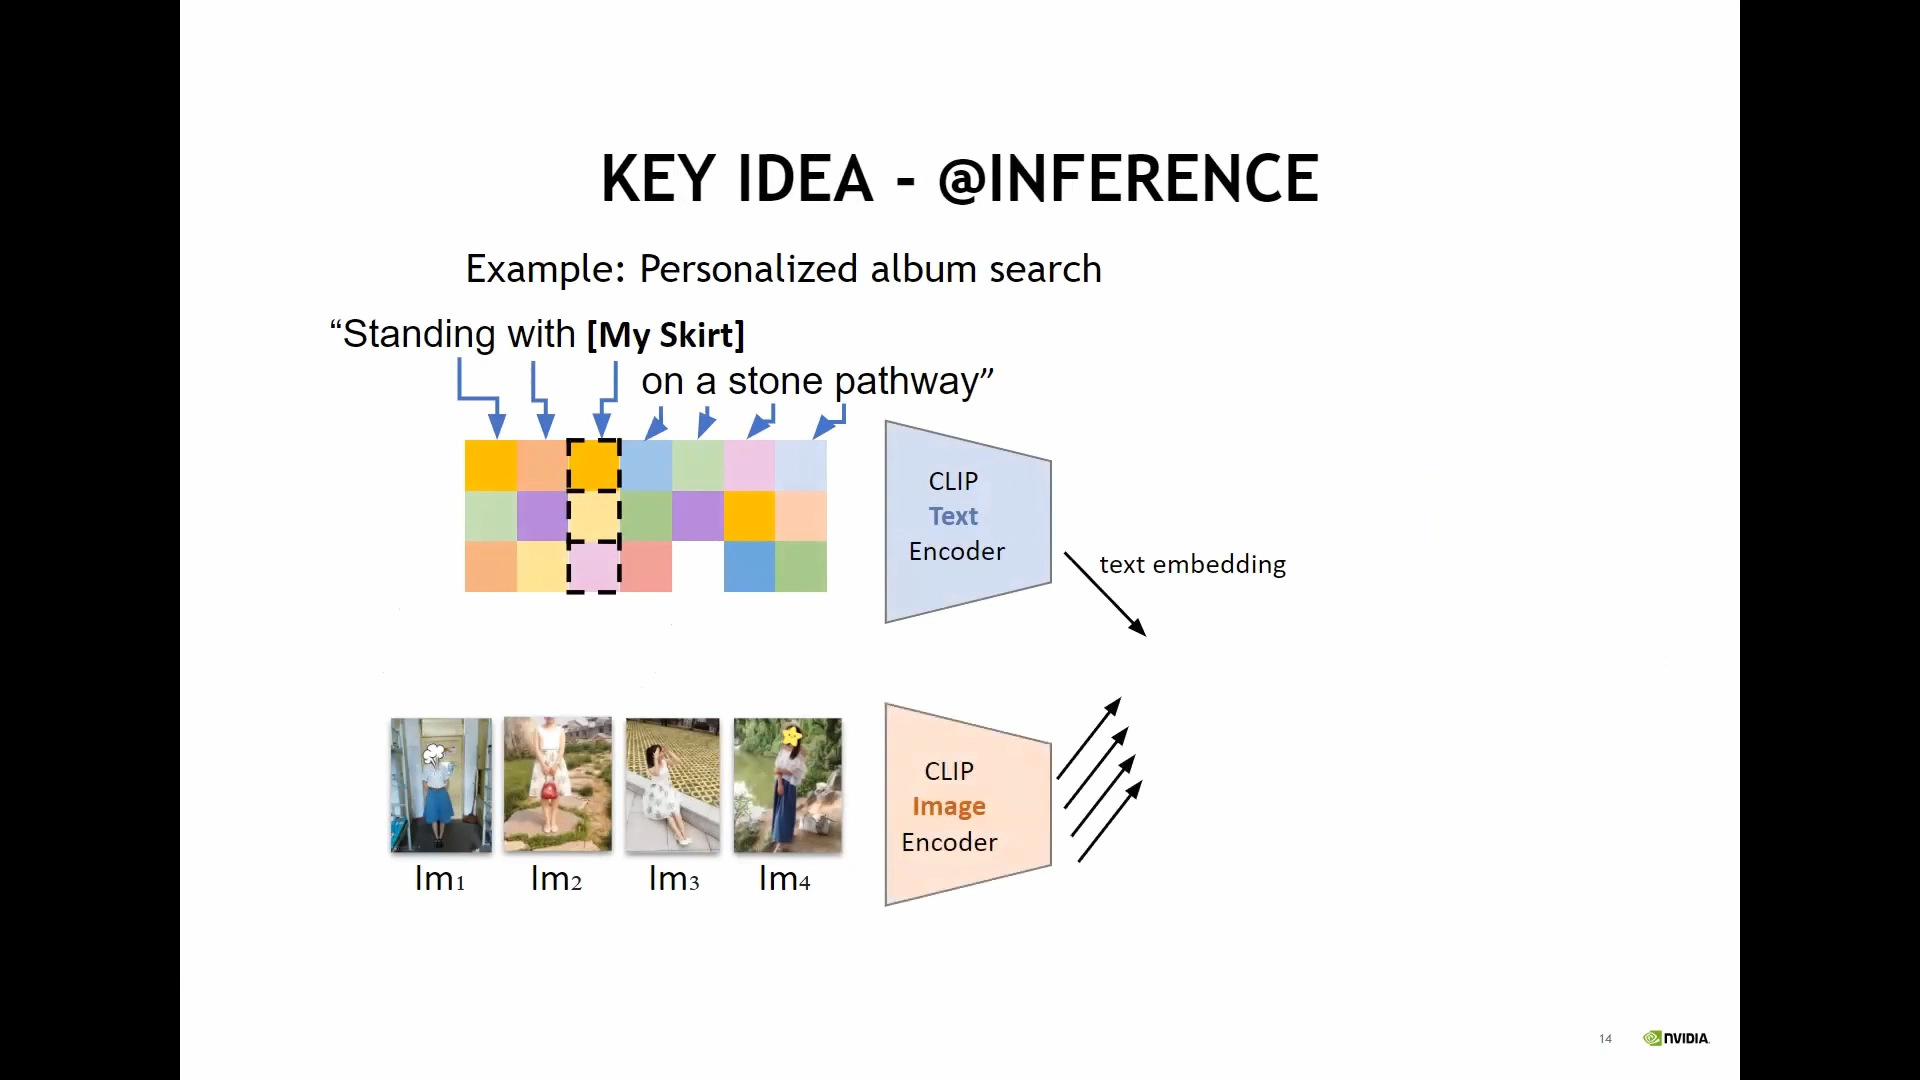 KEY IDEA - @INFERENCE
Example: Personalized album search
“Standing with [My Skirt]
on a stone pathway”
CLIP
Text
Encoder
text embedding
CLIP
Image
Encoder
Im1
Im2
Im3
Im4
14
NVIDIA.